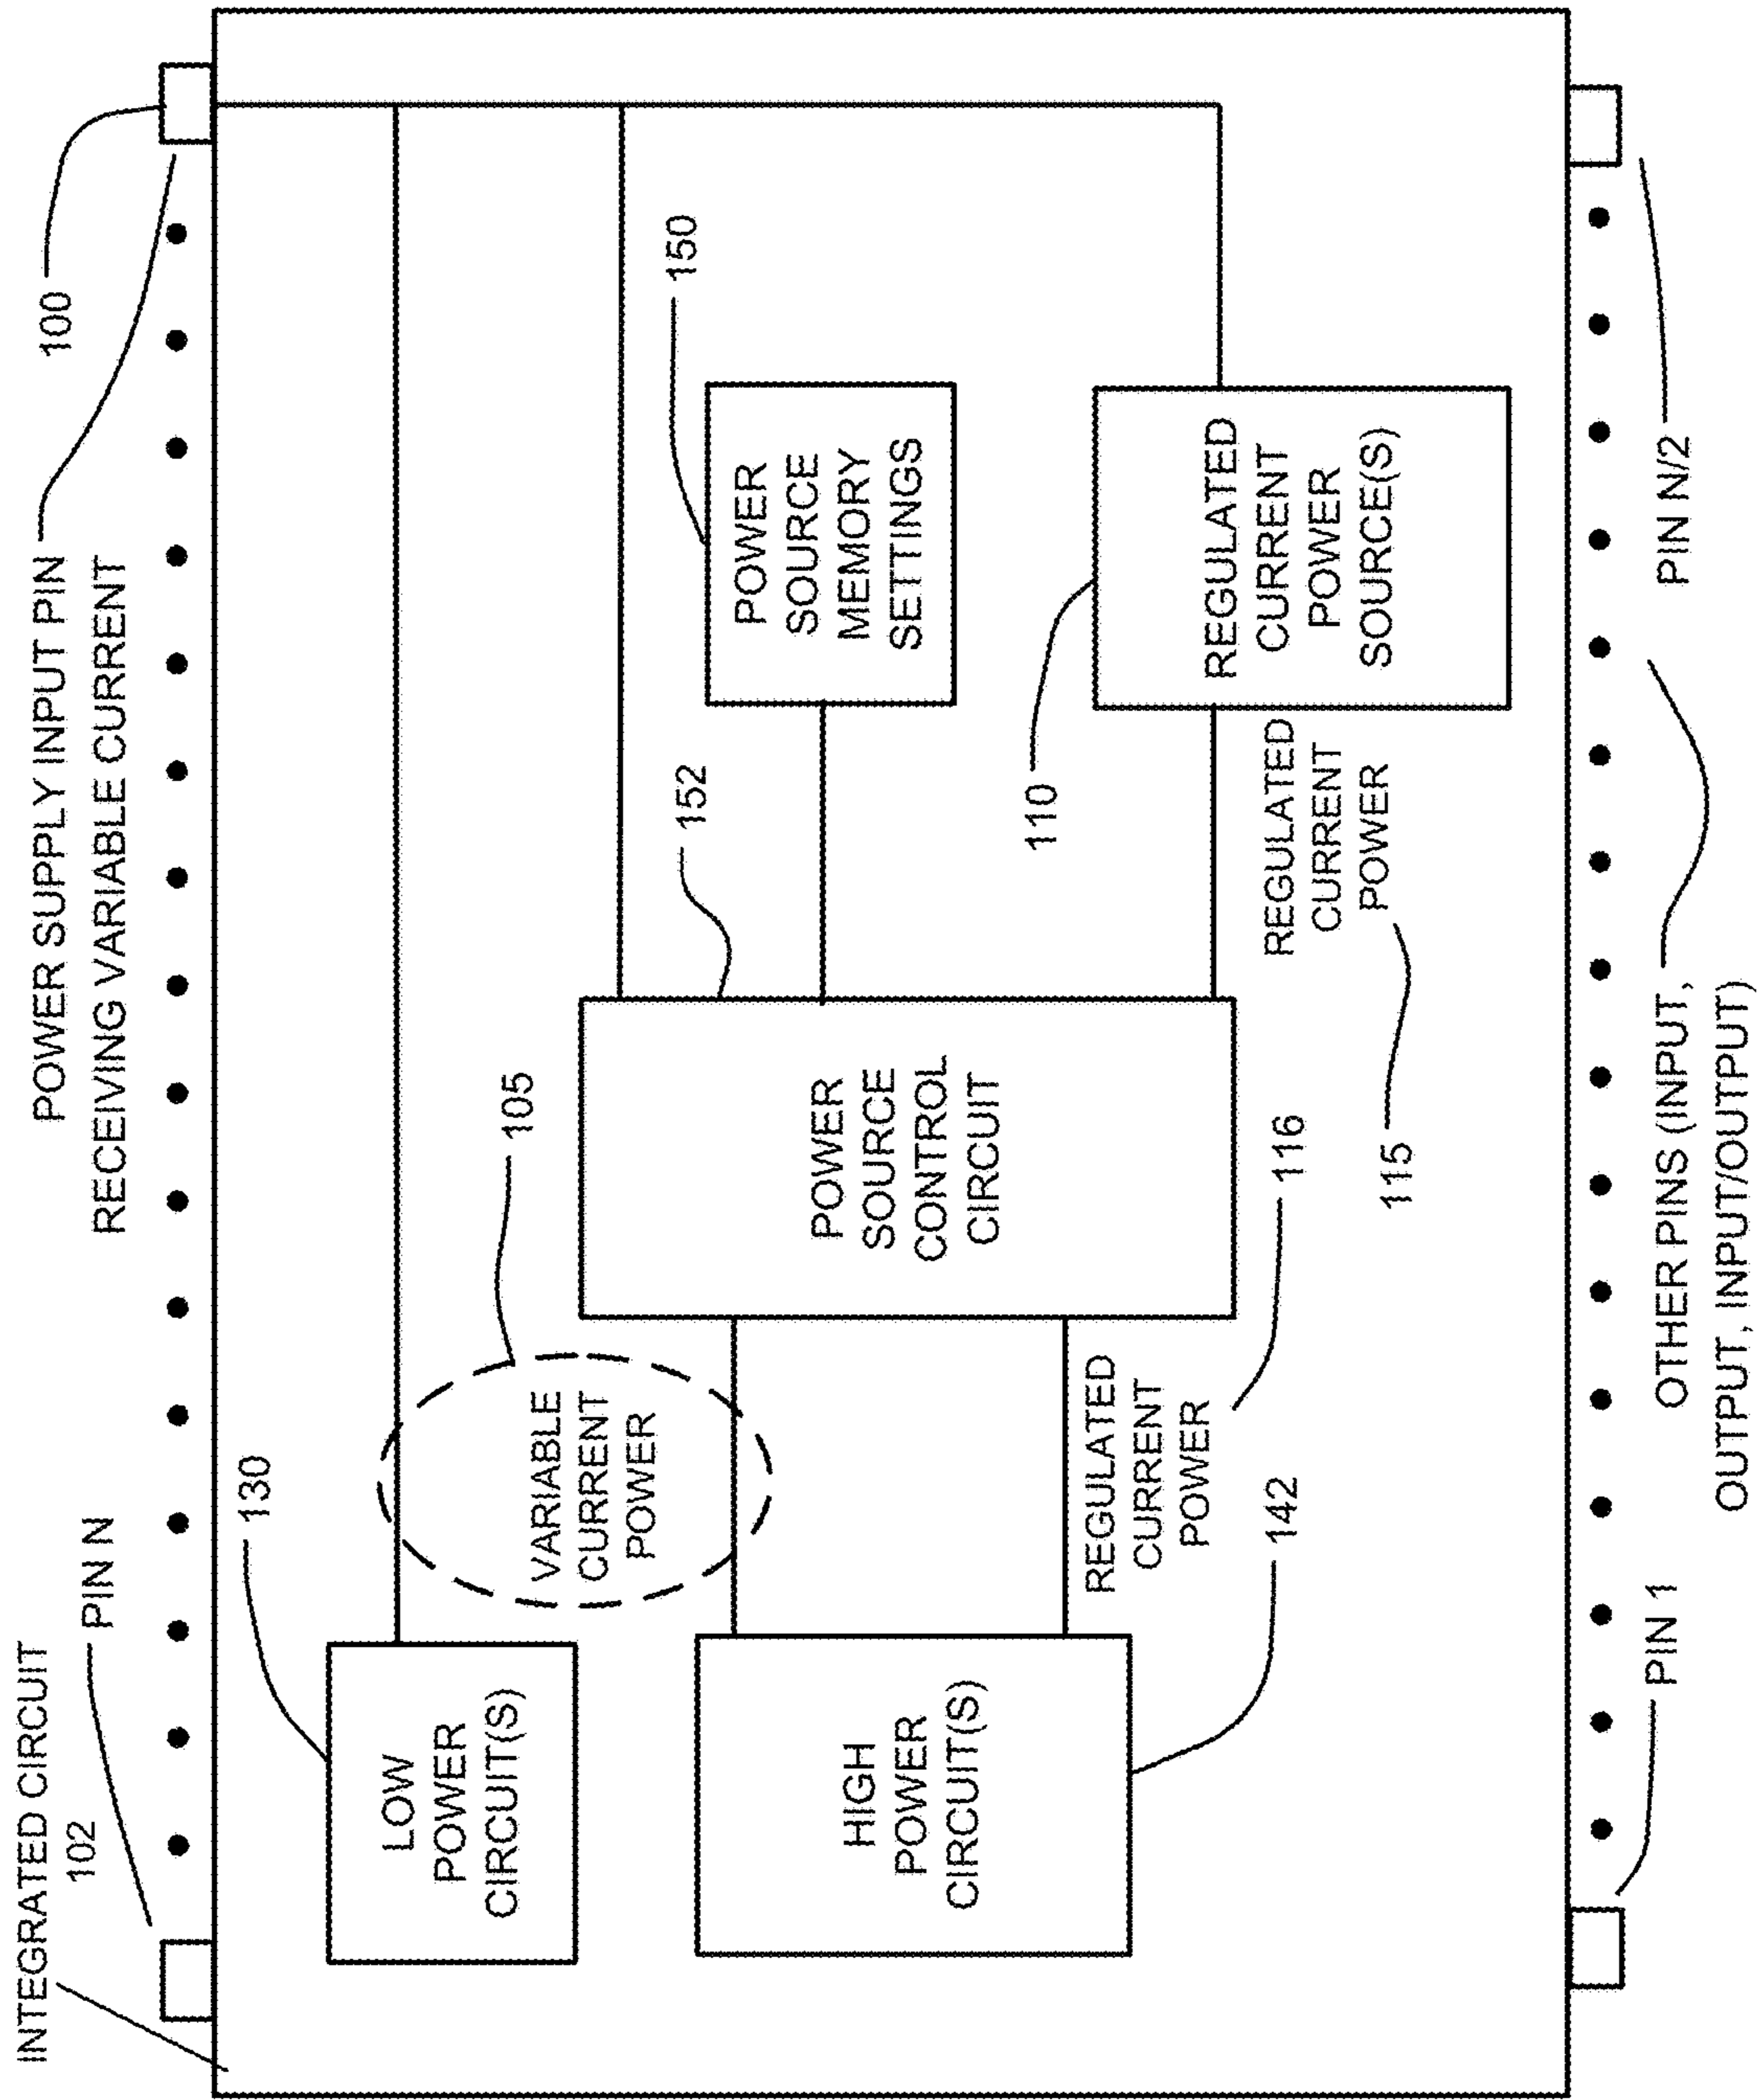 INTEGRATED CIRCUIT
102
PIN N
POWER SUPPLY INPUT PIN
RECEIVING VARIABLE CURRENT
100
130
LOW
POWER
CIRCUIT(S)
105
VARIABLE
CURRENT
POWER
152
150
POWER
SOURCE
MEMORY
SETTINGS
HIGH
POWER
CIRCUIT(S)
POWER
SOURCE
CONTROL
CIRCUIT
110
REGULATED
CURRENT
POWER
SOURCE(S)
REGULATED
CURRENT
POWER
142
116
REGULATED
CURRENT
POWER
115
PIN 1
OTHER PINS (INPUT,
OUTPUT, INPUT/OUTPUT)
PIN N/2